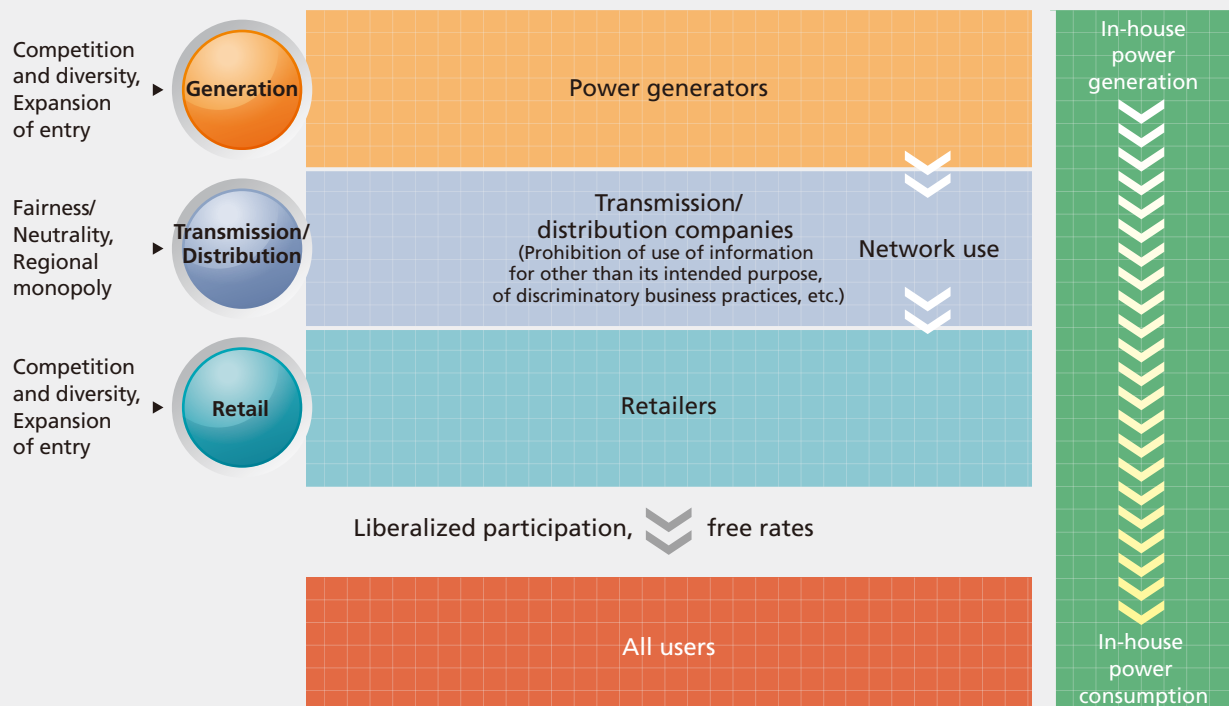 Competition
and diversity,
Expansion
of entry
Generation
Power generators
In-house
power
generation
Fairness/
Neutrality,
Regional
monopoly
Transmission/
Distribution
Transmission/
distribution companies
(Prohibition of use of information
for other than its intended purpose,
of discriminatory business practices, etc.)
Network use
Competition
and diversity,
Expansion
of entry
Retail
Retailers
Liberalized participation, free rates
All users
In-house
power
consumption